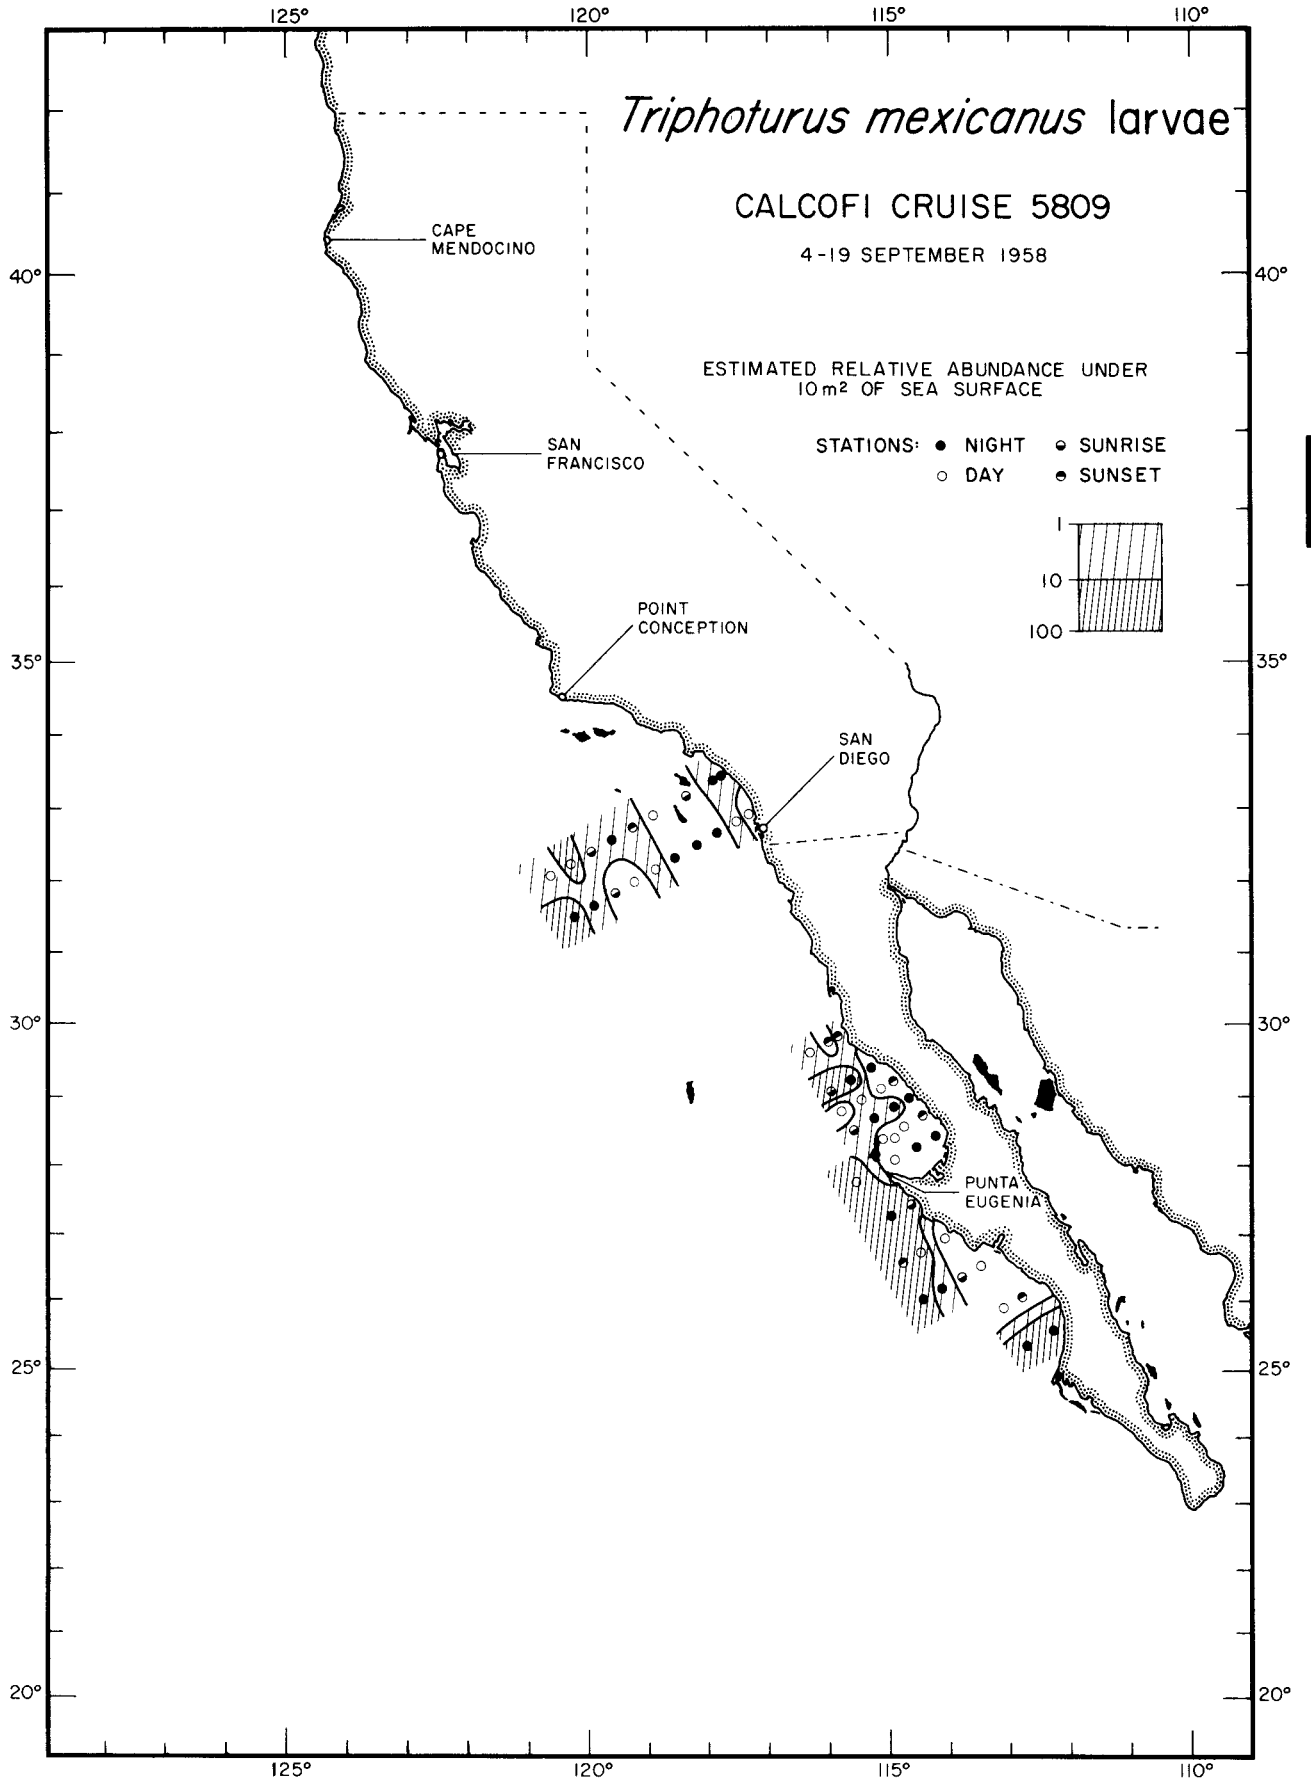 125° 120° 115° 110°
Triphoturus mexicanus larvae
CALCOFI CRUISE 5809
4-19 SEPTEMBER 1958
CAPE
MENDOCINO
40° 40°
ESTIMATED RELATIVE ABUNDANCE UNDER
10m² OF SEA SURFACE
STATIONS: NIGHT SUNRISE
DAY SUNSET
SAN
FRANCISCO
1
10
100
POINT
CONCEPTION
35° 35°
SAN
DIEGO
30° 30°
PUNTA
EUGENIA
25° 25°
20° 20°
125° 120° 115° 110°